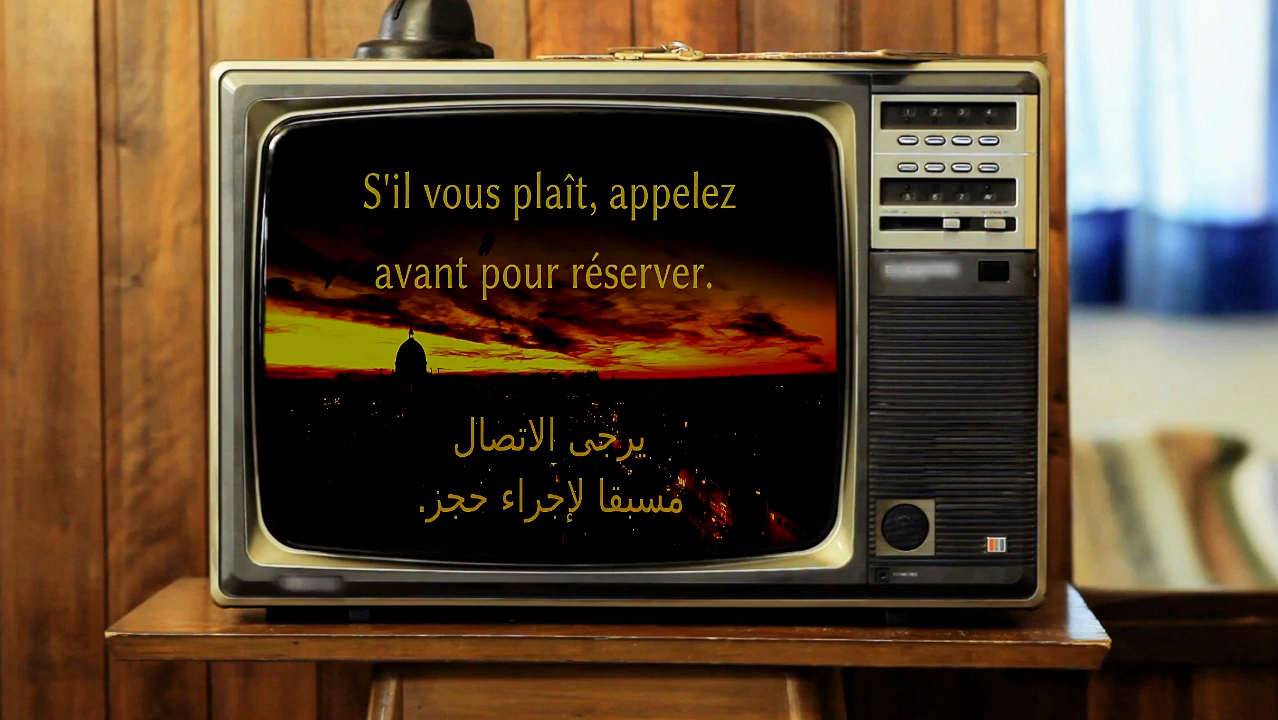 S'il vous plaît, appelez
avant pour réserver.
يرجى الاتصال
مسبقا لإجراء حجز.